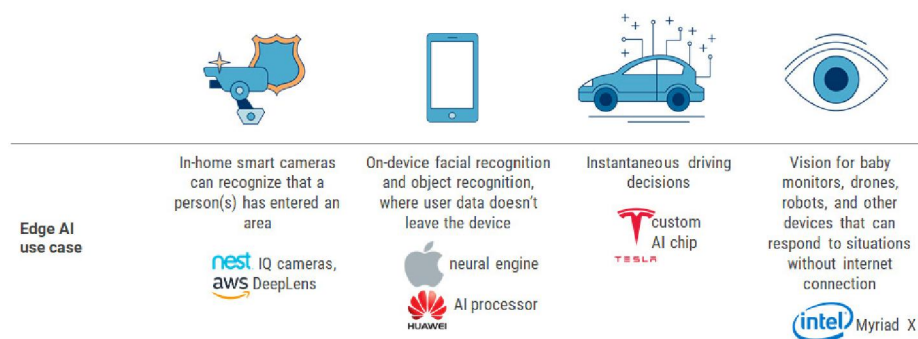 In-home smart cameras
can recognize that a
person(s) has entered an
area
nest IQ cameras,
aws DeepLens
On-device facial recognition
and object recognition,
where user data doesn't
leave the device
neural engine
HUAWEI AI processor
Instantaneous driving
decisions
TESLA custom
AI chip
Vision for baby
monitors, drones,
robots, and other
devices that can
respond to situations
without internet
connection
intel Myriad X
Edge AI
use case